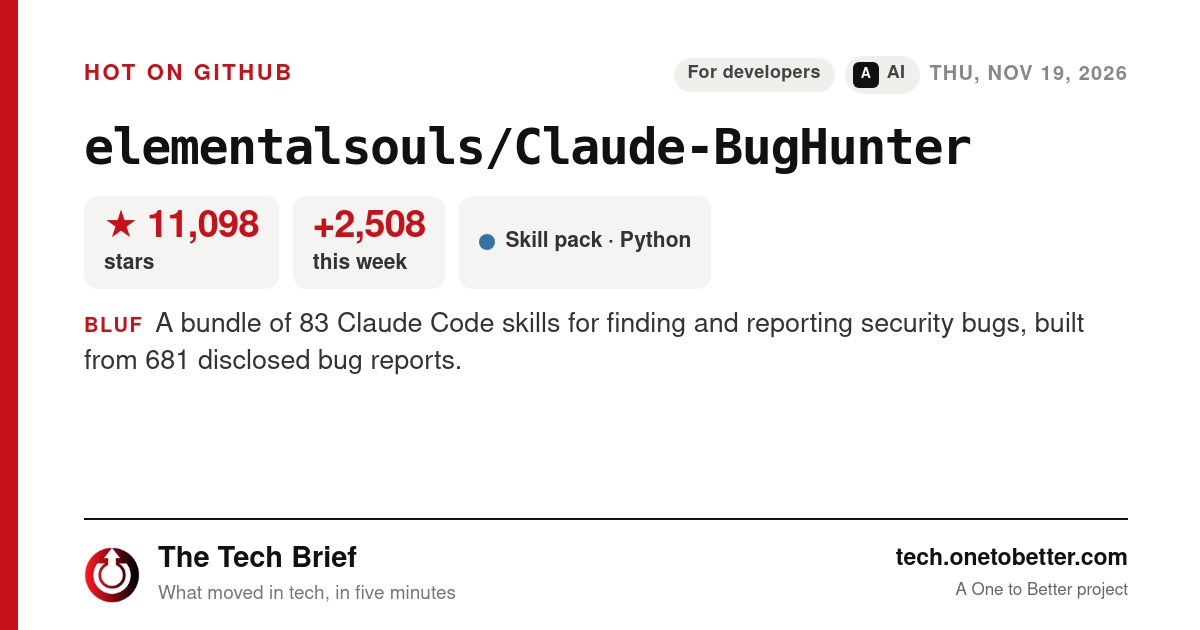 HOT ON GITHUB
For developers
A AI
THU, NOV 19, 2026
elementalsouls/Claude-BugHunter
★ 11,098
stars
+2,508
this week
Skill pack · Python
BLUF A bundle of 83 Claude Code skills for finding and reporting security bugs, built
from 681 disclosed bug reports.
The Tech Brief
What moved in tech, in five minutes
tech.onetobetter.com
A One to Better project